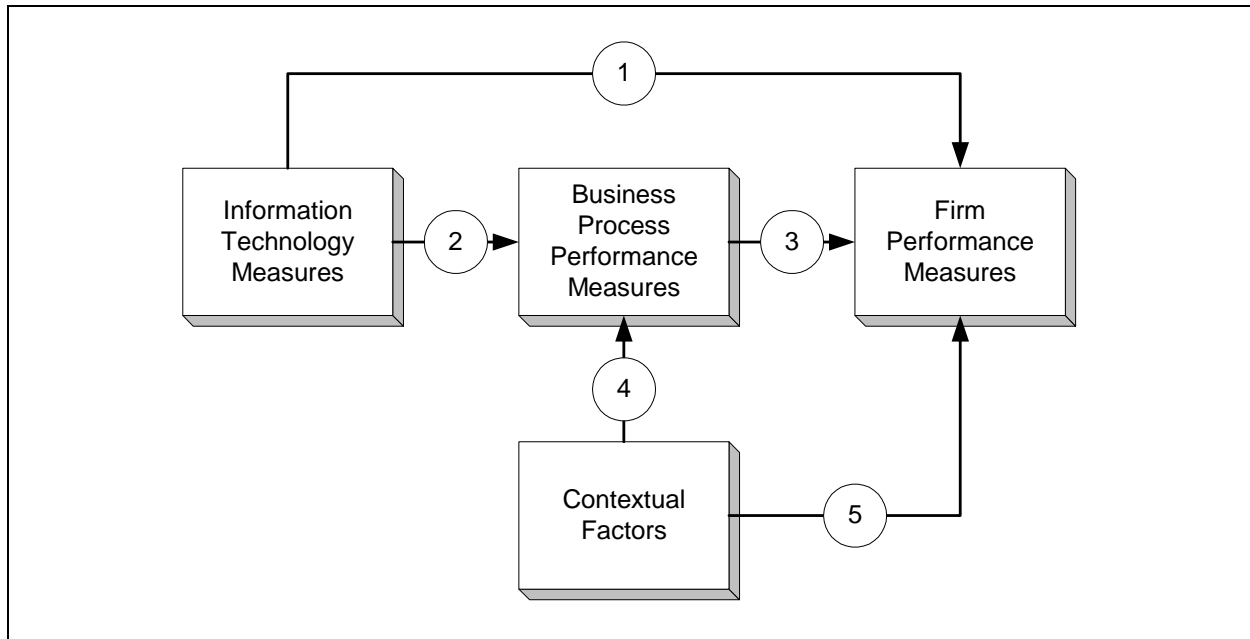 1
Information
Technology
Measures
2
Business
Process
Performance
Measures
3
Firm
Performance
Measures
4
Contextual
Factors
5